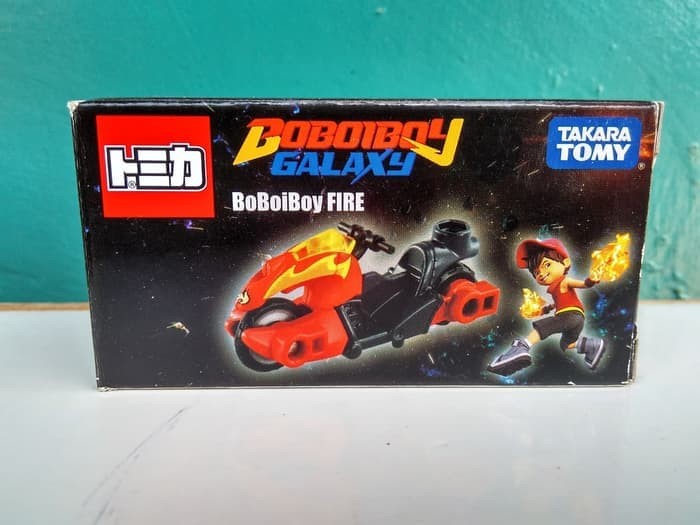 トミカ
®
BOBOIBOY
GALAXY
BoBoiBoy FIRE
TAKARA
TOMY
®